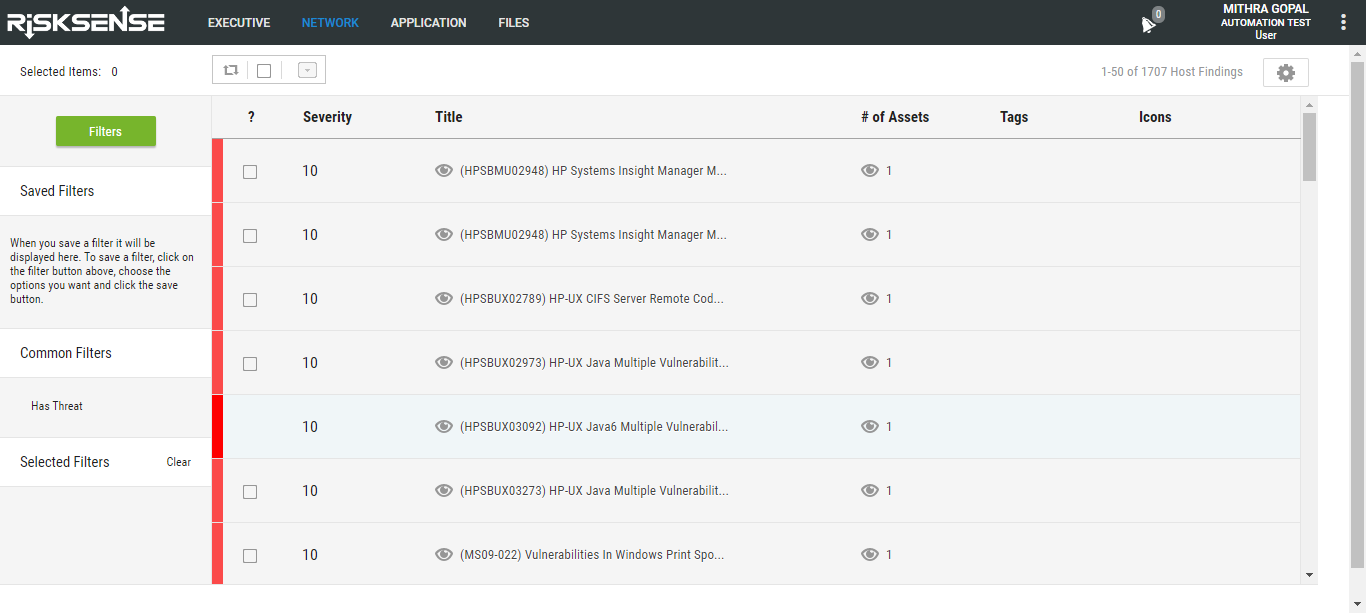 RiSKSENSE
EXECUTIVE
NETWORK
APPLICATION
FILES
0
MITHRA GOPAL
AUTOMATION TEST
User
Selected Items: 0
1-50 of 1707 Host Findings
Filters
Saved Filters
When you save a filter it will be
displayed here. To save a filter, click on
the filter button above, choose the
options you want and click the save
button.
Common Filters
Has Threat
Selected Filters Clear
? Severity Title # of Assets Tags Icons
10 (HPSBMU02948) HP Systems Insight Manager M... 1
10 (HPSBMU02948) HP Systems Insight Manager M... 1
10 (HPSBUX02789) HP-UX CIFS Server Remote Cod... 1
10 (HPSBUX02973) HP-UX Java Multiple Vulnerabilit... 1
10 (HPSBUX03092) HP-UX Java6 Multiple Vulnerabil... 1
10 (HPSBUX03273) HP-UX Java Multiple Vulnerabilit... 1
10 (MS09-022) Vulnerabilities In Windows Print Spo... 1